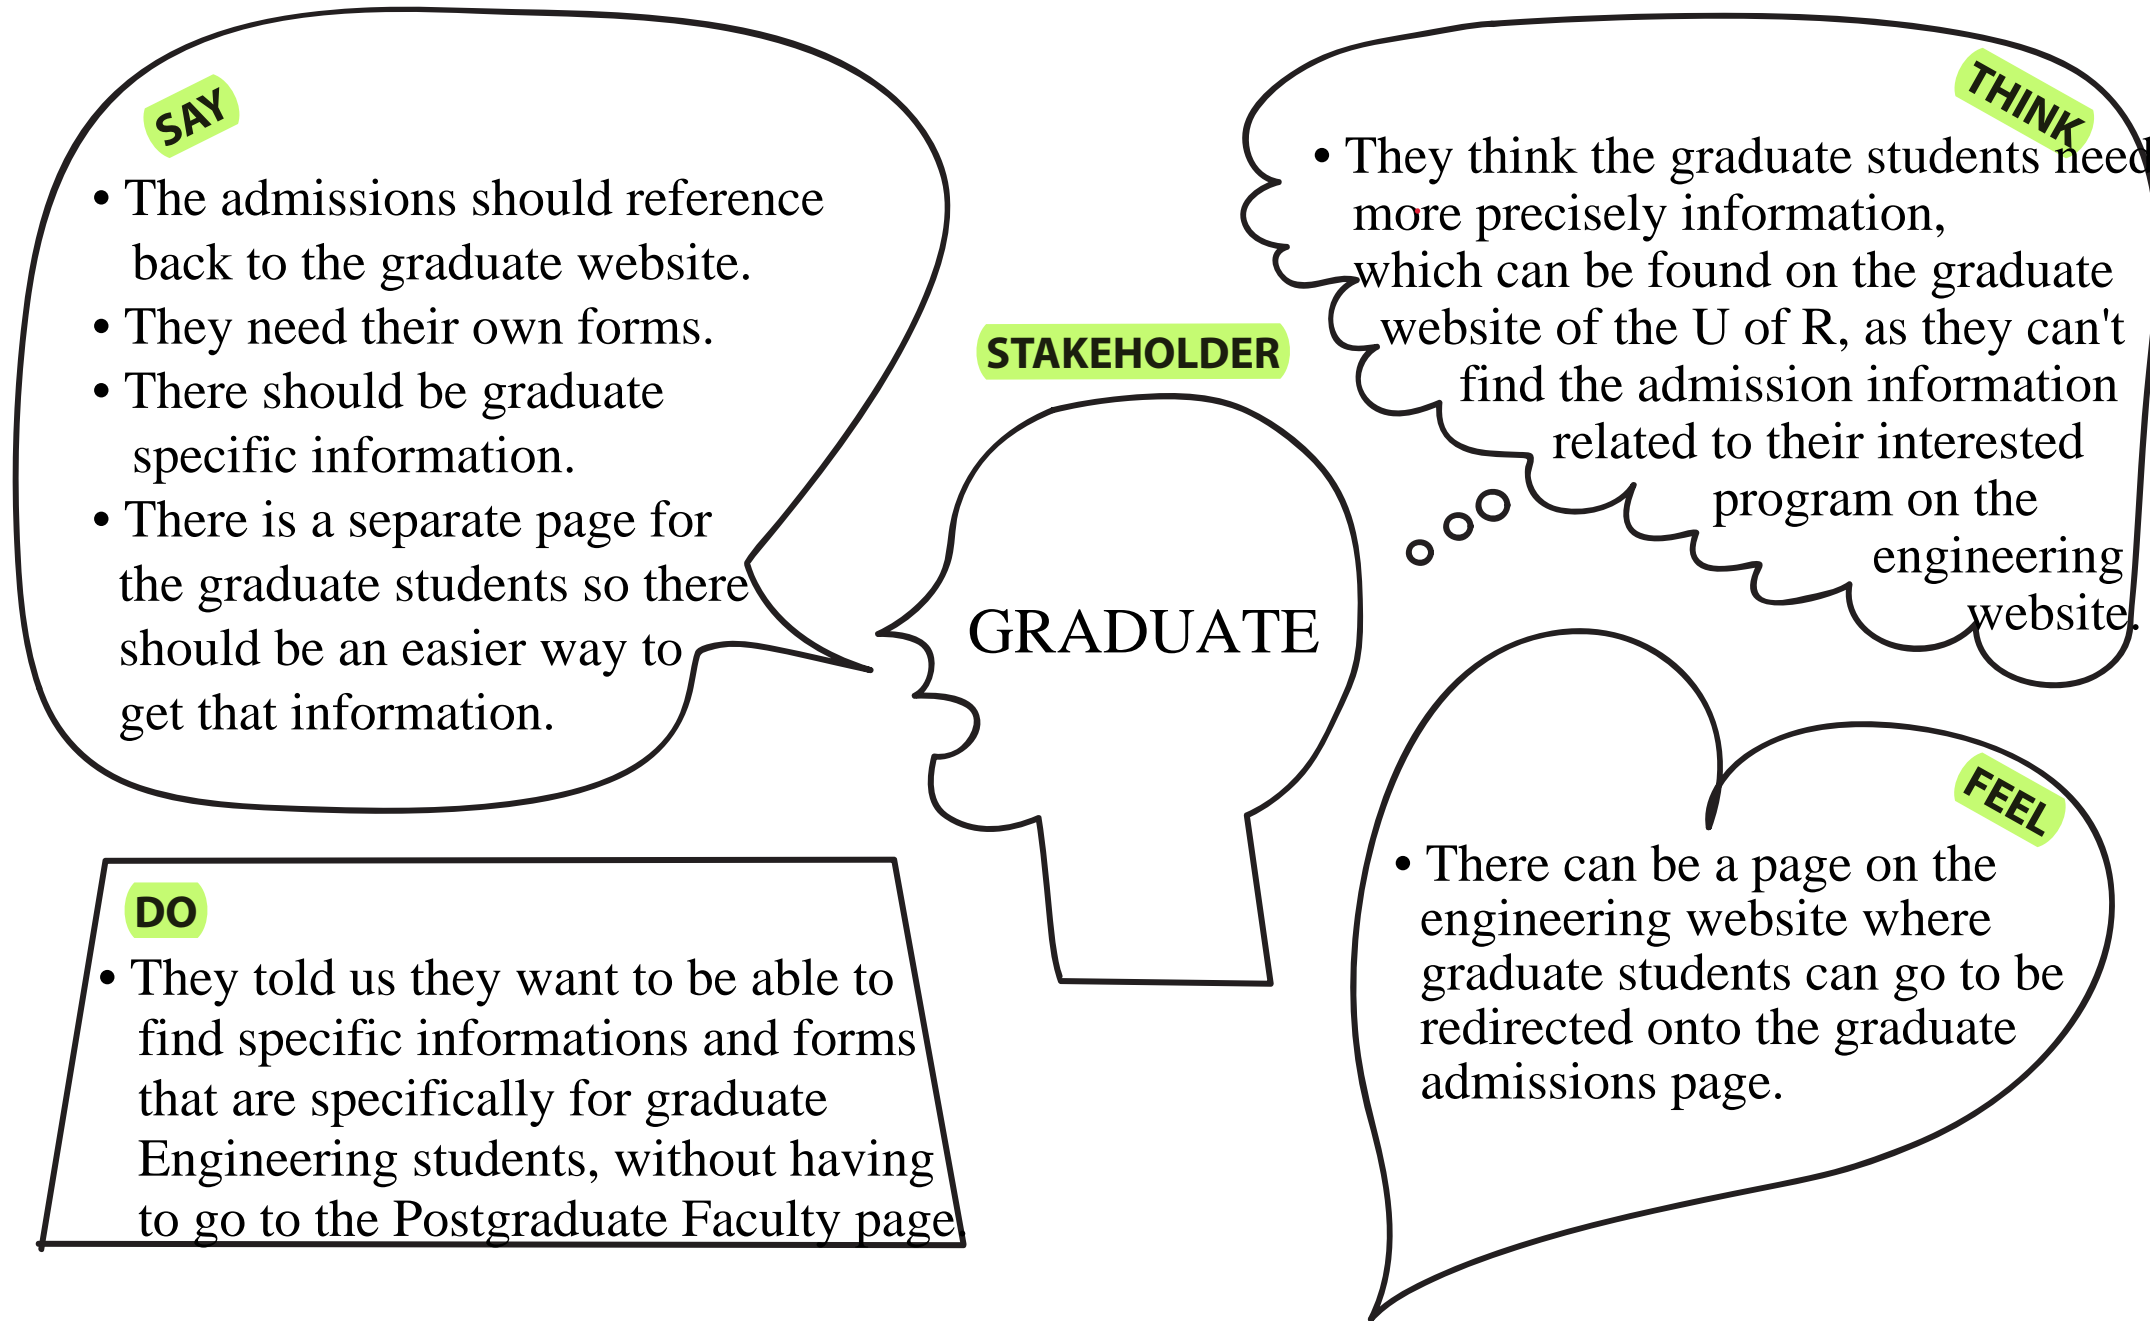 SAY
• The admissions should reference
back to the graduate website.
• They need their own forms.
• There should be graduate
specific information.
• There is a separate page for
the graduate students so there
should be an easier way to
get that information.
THINK
• They think the graduate students need
more precisely information,
which can be found on the graduate
website of the U of R, as they can't
find the admission information
related to their interested
program on the
engineering
website.
STAKEHOLDER
GRADUATE
DO
• They told us they want to be able to
find specific informations and forms
that are specifically for graduate
Engineering students, without having
to go to the Postgraduate Faculty page.
FEEL
• There can be a page on the
engineering website where
graduate students can go to be
redirected onto the graduate
admissions page.